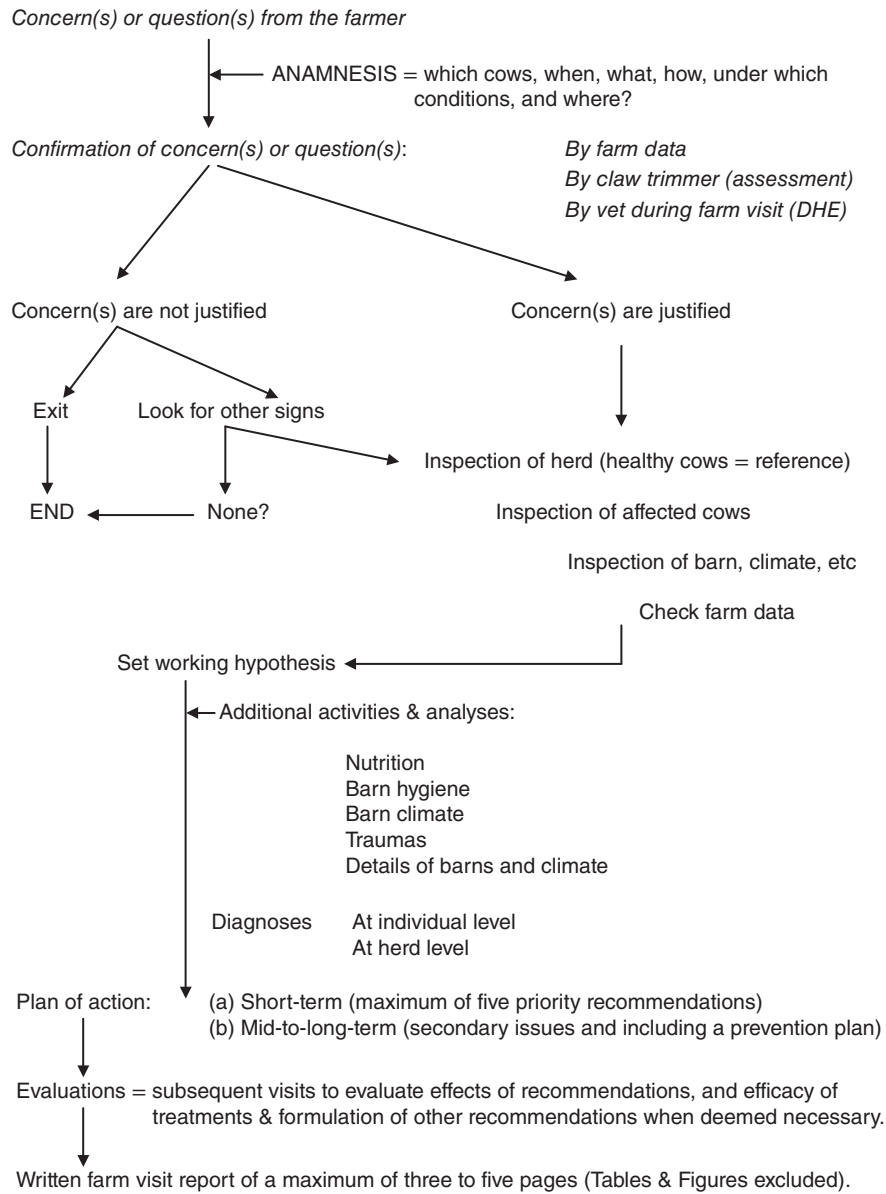 Concern(s) or question(s) from the farmer
ANAMNESIS = which cows, when, what, how, under which
conditions, and where?
Confirmation of concern(s) or question(s):
By farm data
By claw trimmer (assessment)
By vet during farm visit (DHE)
Concern(s) are not justified
Concern(s) are justified
Exit
Look for other signs
Inspection of herd (healthy cows = reference)
END
None?
Inspection of affected cows
Inspection of barn, climate, etc
Check farm data
Set working hypothesis
Additional activities & analyses:
Nutrition
Barn hygiene
Barn climate
Traumas
Details of barns and climate
Diagnoses At individual level
At herd level
Plan of action: (a) Short-term (maximum of five priority recommendations)
(b) Mid-to-long-term (secondary issues and including a prevention plan)
Evaluations = subsequent visits to evaluate effects of recommendations, and efficacy of
treatments & formulation of other recommendations when deemed necessary.
Written farm visit report of a maximum of three to five pages (Tables & Figures excluded).